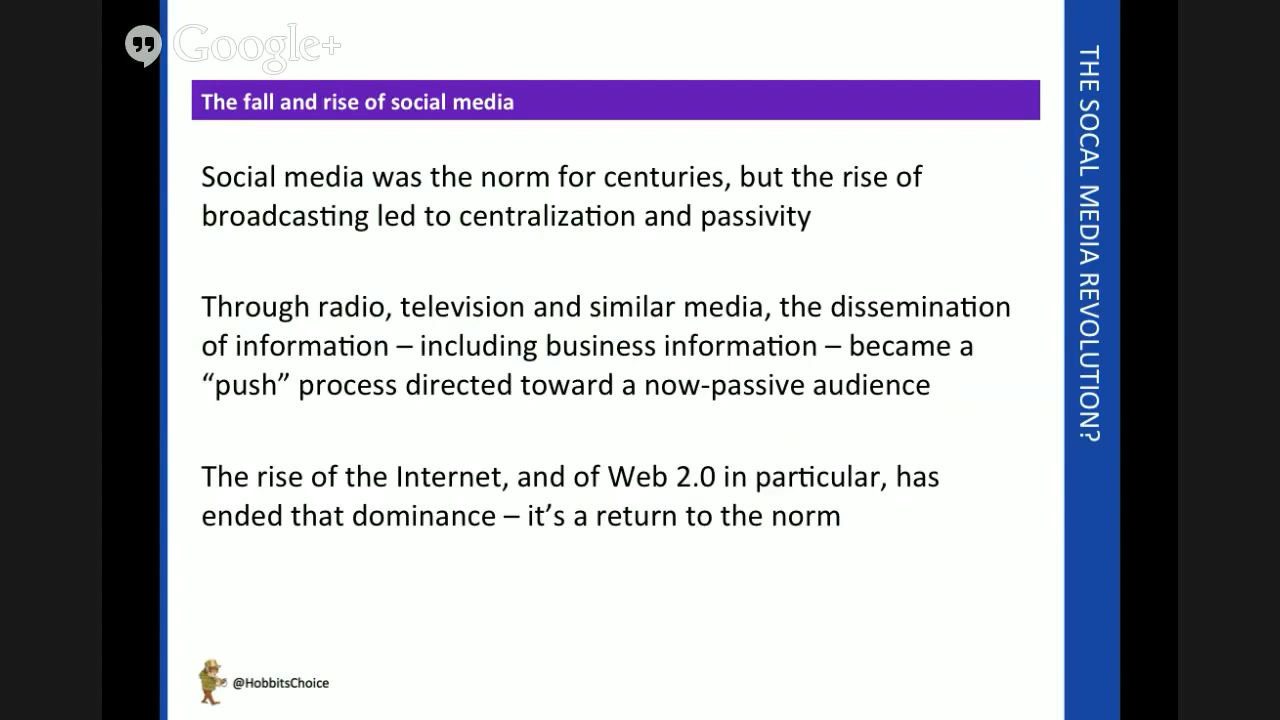 Google+
The fall and rise of social media
Social media was the norm for centuries, but the rise of
broadcasting led to centralization and passivity
Through radio, television and similar media, the dissemination
of information – including business information – became a
“push” process directed toward a now-passive audience
The rise of the Internet, and of Web 2.0 in particular, has
ended that dominance – it’s a return to the norm
@HobbitsChoice
THE SOCAL MEDIA REVOLUTION?